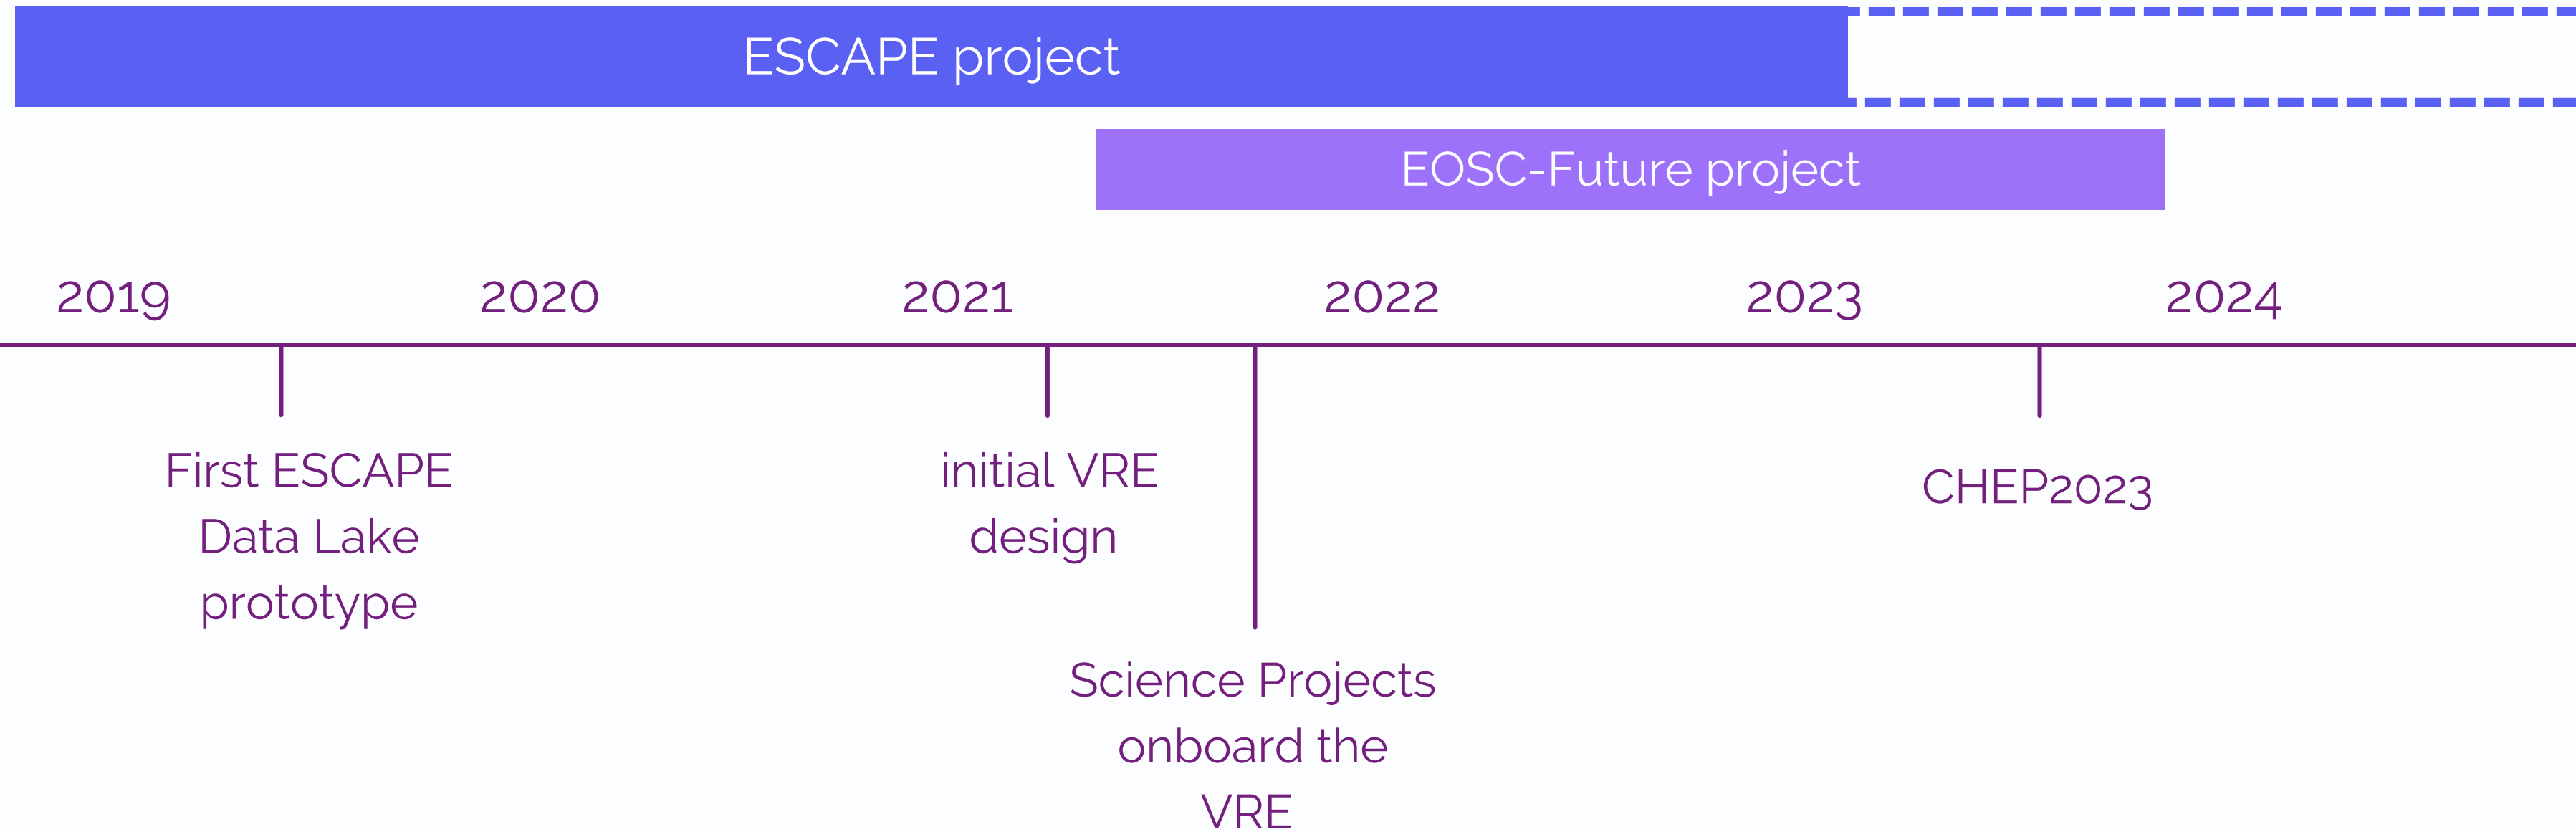 ESCAPE project
EOSC-Future project
2019
2020
2021
2022
2023
2024
First ESCAPE
Data Lake
prototype
initial VRE
design
Science Projects
onboard the
VRE
CHEP2023